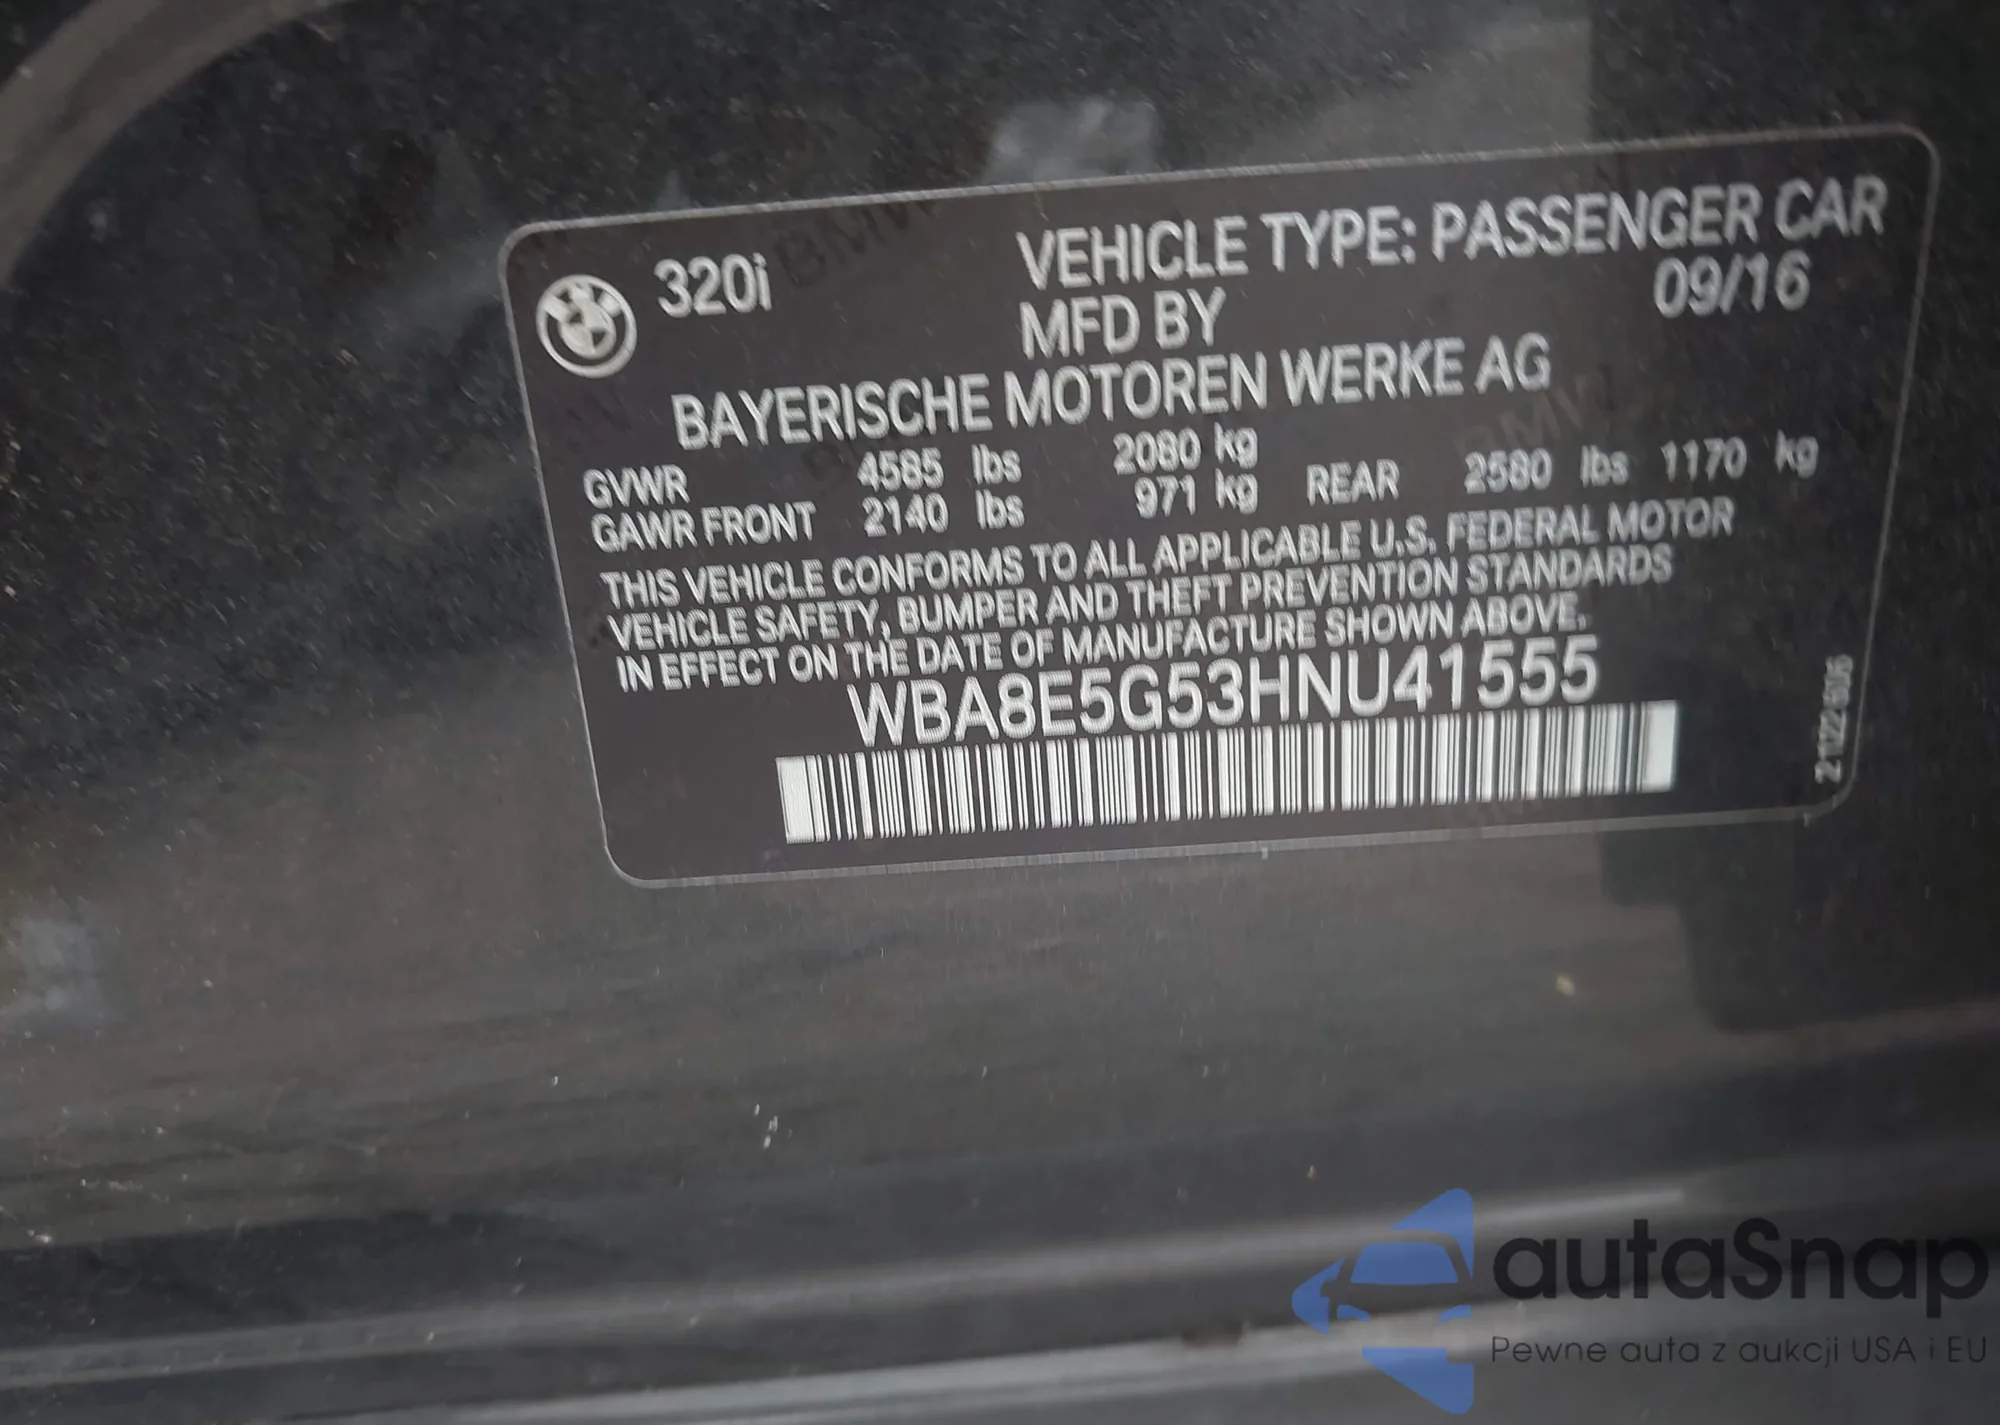 320i
VEHICLE TYPE: PASSENGER CAR
MFD BY 09/16
BAYERISCHE MOTOREN WERKE AG
GVWR 4585 lbs 2080 kg
GAWR FRONT 2140 lbs 971 kg REAR 2580 lbs 1170 kg
THIS VEHICLE CONFORMS TO ALL APPLICABLE U.S. FEDERAL MOTOR
VEHICLE SAFETY, BUMPER AND THEFT PREVENTION STANDARDS
IN EFFECT ON THE DATE OF MANUFACTURE SHOWN ABOVE.
WBA8E5G53HNU41555
autaSnap
Pewne auta z aukcji USA i EU